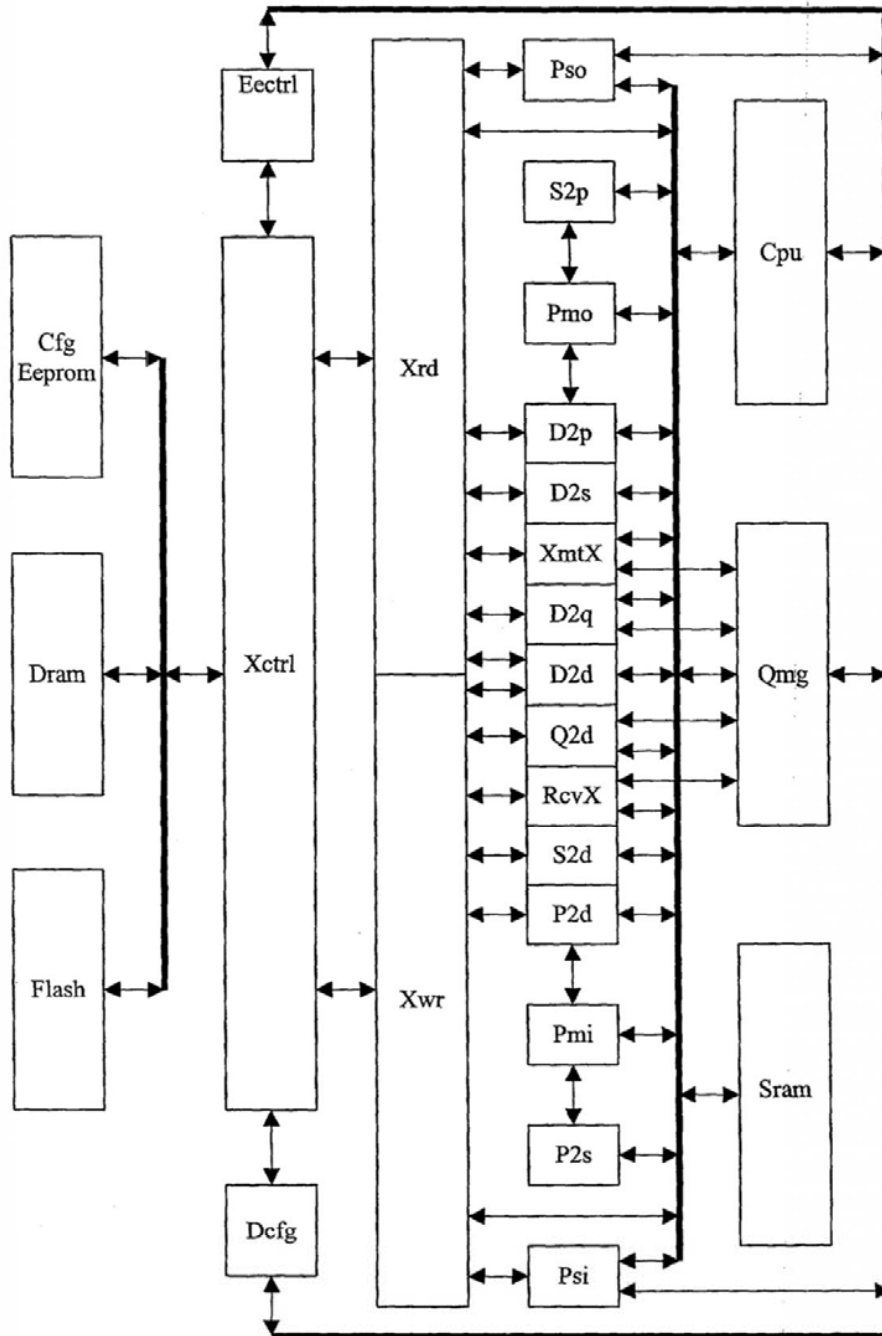 Pso
Eectrl
S2p
Cpu
Pmo
Cfg
Eeprom
Xrd
D2p
D2s
XmtX
D2q
Dram
Xctrl
D2d
Qmg
Q2d
RcvX
S2d
P2d
Flash
Xwr
Pmi
Sram
P2s
Dcfg
Psi